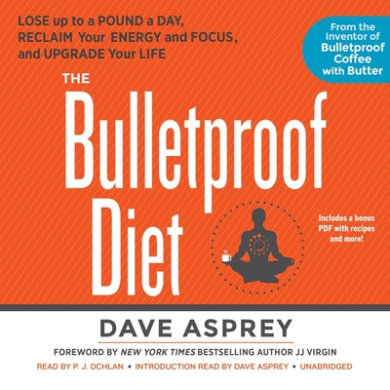 LOSE up to a POUND a DAY,
RECLAIM Your ENERGY and FOCUS,
and UPGRADE Your LIFE
From the
Inventor of
Bulletproof
Coffee
with Butter
THE
Bulletproof
Diet
Includes a bonus
PDF with recipes
and more!
DAVE ASPREY
FOREWORD BY NEW YORK TIMES BESTSELLING AUTHOR JJ VIRGIN
READ BY P. J. OCHLAN • INTRODUCTION READ BY DAVE ASPREY • UNABRIDGED